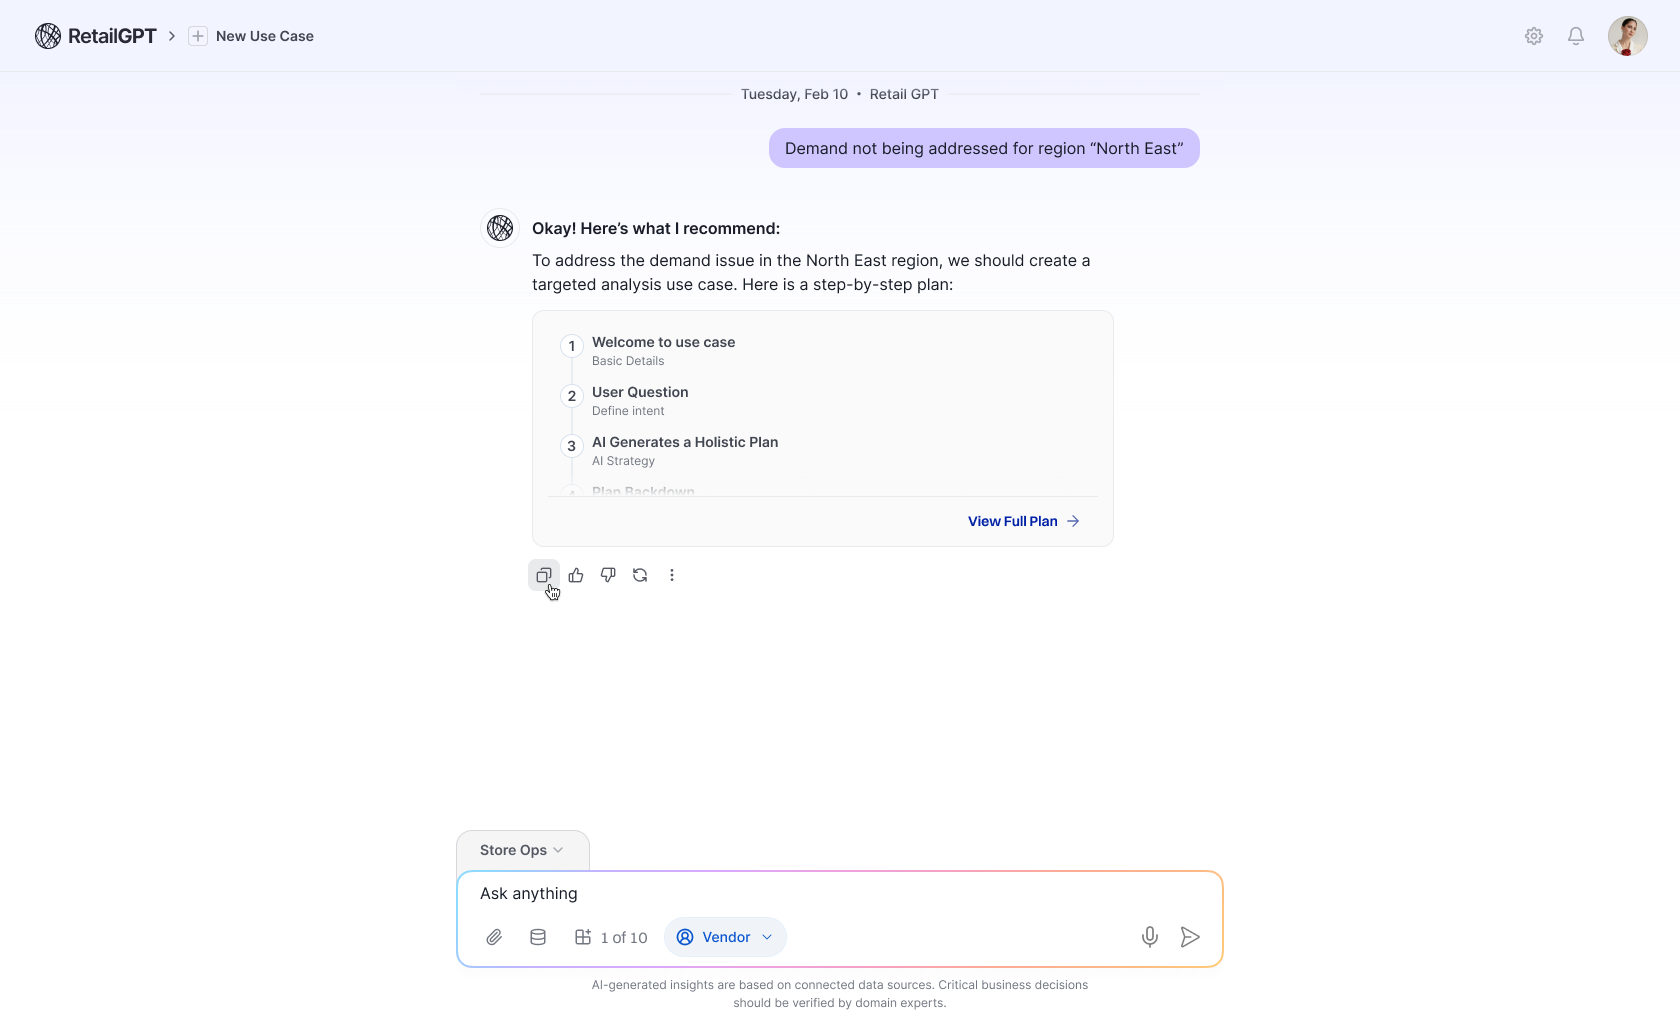 RetailGPT
New Use Case
Tuesday, Feb 10 • Retail GPT
Demand not being addressed for region “North East”
Okay! Here’s what I recommend:
To address the demand issue in the North East region, we should create a
targeted analysis use case. Here is a step-by-step plan:
1 Welcome to use case
Basic Details
2 User Question
Define intent
3 AI Generates a Holistic Plan
AI Strategy
4 Plan Backdown
View Full Plan
Store Ops
Ask anything
1 of 10
Vendor
AI-generated insights are based on connected data sources. Critical business decisions
should be verified by domain experts.